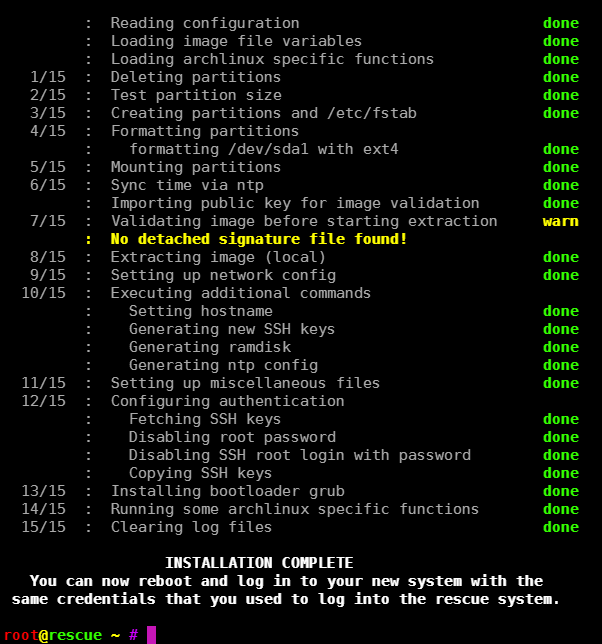 : Reading configuration done
: Loading image file variables done
: Loading archlinux specific functions done
1/15 : Deleting partitions done
2/15 : Test partition size done
3/15 : Creating partitions and /etc/fstab done
4/15 : Formatting partitions
: formatting /dev/sda1 with ext4 done
5/15 : Mounting partitions done
6/15 : Sync time via ntp done
: Importing public key for image validation done
7/15 : Validating image before starting extraction warn
: No detached signature file found!
8/15 : Extracting image (local) done
9/15 : Setting up network config done
10/15 : Executing additional commands
: Setting hostname done
: Generating new SSH keys done
: Generating ramdisk done
: Generating ntp config done
11/15 : Setting up miscellaneous files done
12/15 : Configuring authentication
: Fetching SSH keys done
: Disabling root password done
: Disabling SSH root login with password done
: Copying SSH keys done
13/15 : Installing bootloader grub done
14/15 : Running some archlinux specific functions done
15/15 : Clearing log files done
INSTALLATION COMPLETE
You can now reboot and log in to your new system with the
same credentials that you used to log into the rescue system.
root@rescue ~ #